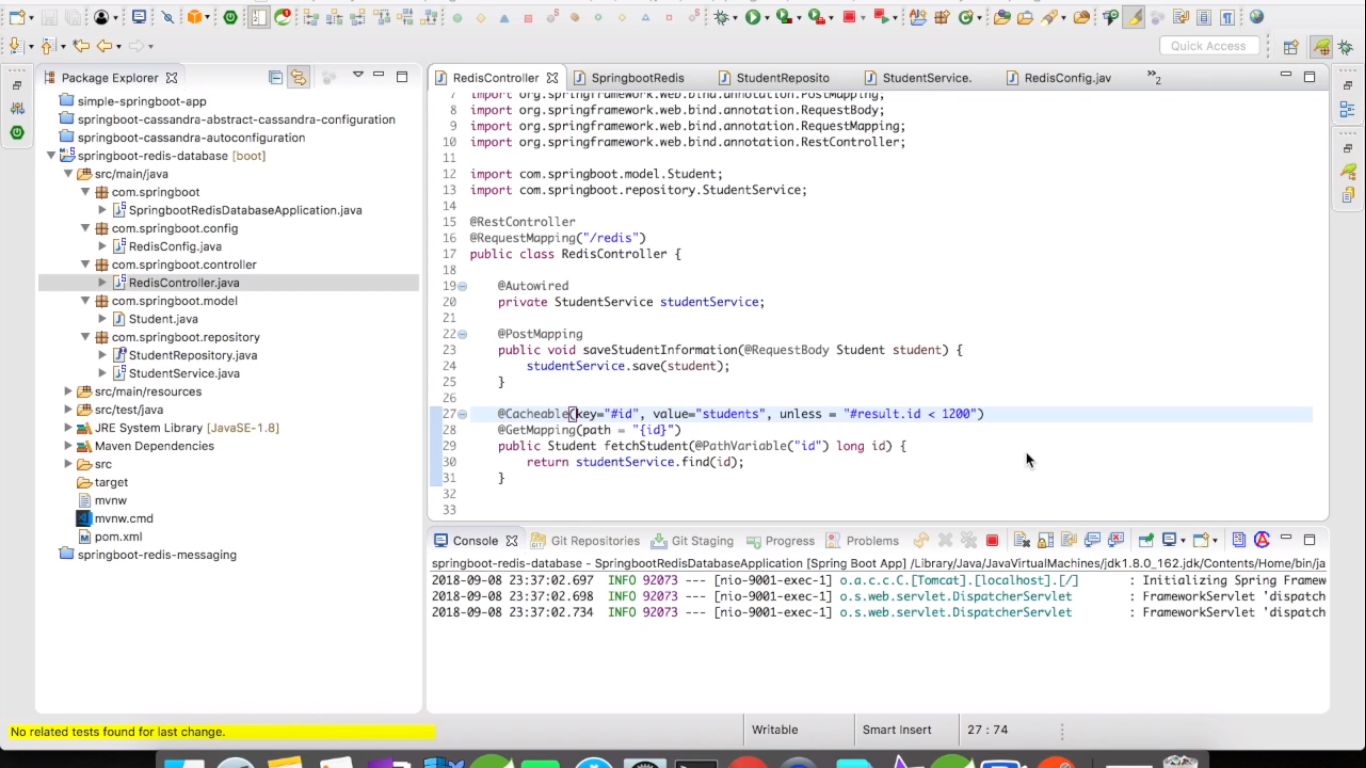 Quick Access
Package Explorer
simple-springboot-app
springboot-cassandra-abstract-cassandra-configuration
springboot-cassandra-autoconfiguration
springboot-redis-database [boot]
src/main/java
com.springboot
SpringbootRedisDatabaseApplication.java
com.springboot.config
RedisConfig.java
com.springboot.controller
RedisController.java
com.springboot.model
Student.java
com.springboot.repository
StudentRepository.java
StudentService.java
src/main/resources
src/test/java
JRE System Library [JavaSE-1.8]
Maven Dependencies
src
target
mvnw
mvnw.cmd
pom.xml
springboot-redis-messaging
RedisController SpringbootRedis StudentReposito StudentService. RedisConfig.jav »2
7 import org.springframework.web.bind.annotation.PostMapping;
8 import org.springframework.web.bind.annotation.RequestBody;
9 import org.springframework.web.bind.annotation.RequestMapping;
10 import org.springframework.web.bind.annotation.RestController;
11
12 import com.springboot.model.Student;
13 import com.springboot.repository.StudentService;
14
15 @RestController
16 @RequestMapping("/redis")
17 public class RedisController {
18
19 @Autowired
20 private StudentService studentService;
21
22 @PostMapping
23 public void saveStudentInformation(@RequestBody Student student) {
24 studentService.save(student);
25 }
26
27 @Cacheable(key="#id", value="students", unless = "#result.id < 1200")
28 @GetMapping(path = "{id}")
29 public Student fetchStudent(@PathVariable("id") long id) {
30 return studentService.find(id);
31 }
32
33
Console Git Repositories Git Staging Progress Problems
springboot-redis-database - SpringbootRedisDatabaseApplication [Spring Boot App] /Library/Java/JavaVirtualMachines/jdk1.8.0_162.jdk/Contents/Home/bin/ja
2018-09-08 23:37:02.697 INFO 92073 --- [nio-9001-exec-1] o.a.c.c.C.[Tomcat].[localhost].[/] : Initializing Spring Framew
2018-09-08 23:37:02.698 INFO 92073 --- [nio-9001-exec-1] o.s.web.servlet.DispatcherServlet : FrameworkServlet 'dispatch
2018-09-08 23:37:02.734 INFO 92073 --- [nio-9001-exec-1] o.s.web.servlet.DispatcherServlet : FrameworkServlet 'dispatch
No related tests found for last change.
Writable Smart Insert 27 : 74